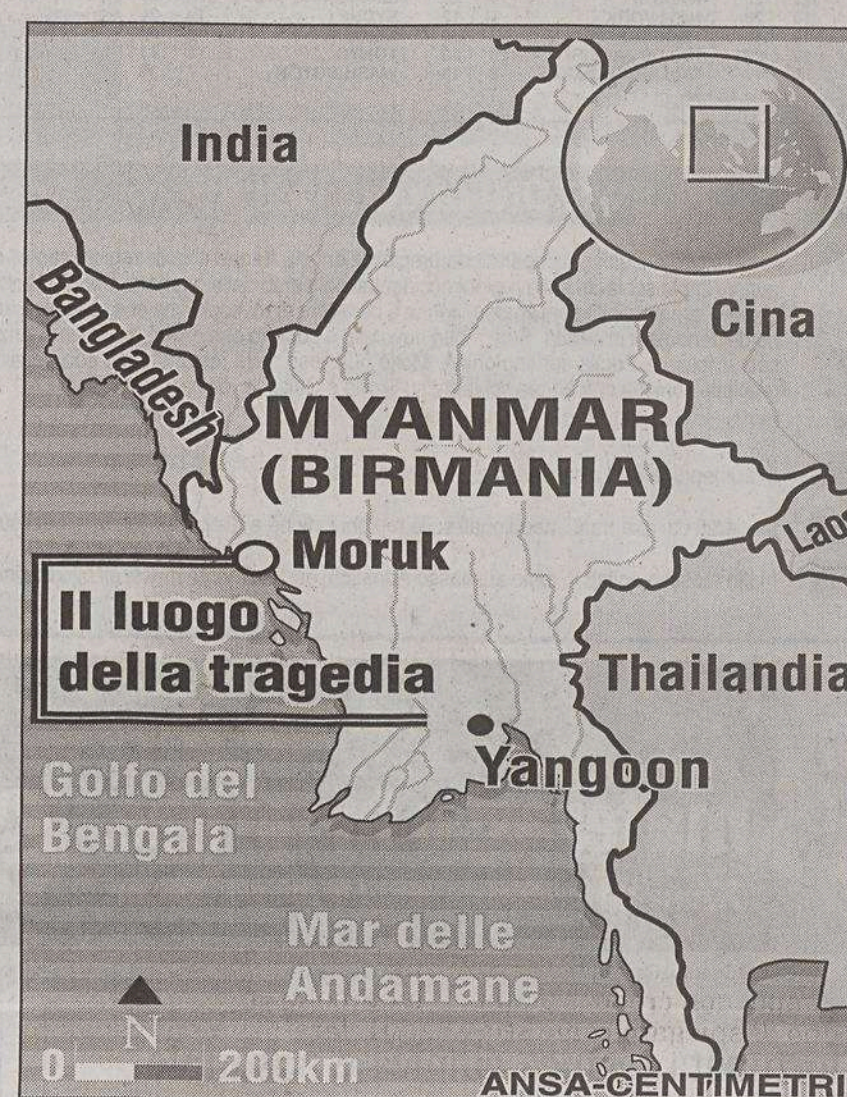 India
Bangladesh
Cina
MYANMAR
(BIRMANIA)
Laos
Moruk
Il luogo
della tragedia
Thailandia
Yangoon
Golfo del
Bengala
Mar delle
Andamane
N
0 200km
ANSA-CENTIMETRI